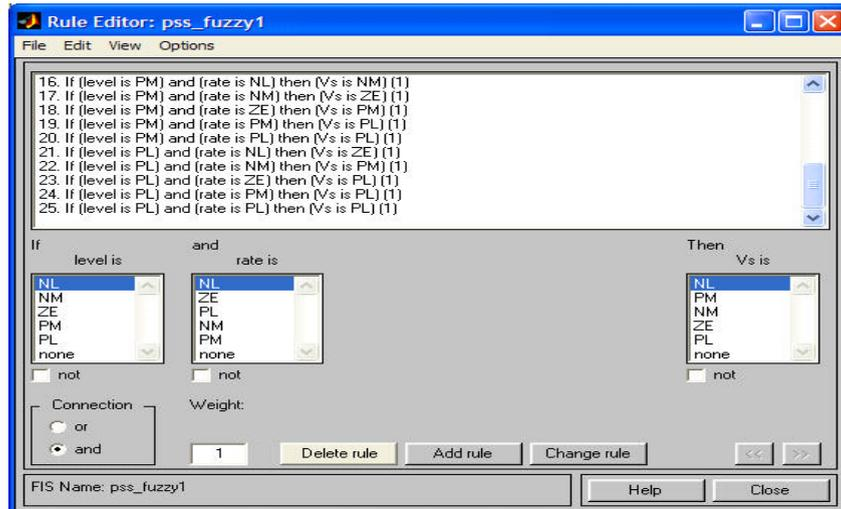 Rule Editor: pss_fuzzy1
File Edit View Options
16. If (level is PM) and (rate is NL) then (Vs is NM) (1)
17. If (level is PM) and (rate is NM) then (Vs is ZE) (1)
18. If (level is PM) and (rate is ZE) then (Vs is PM) (1)
19. If (level is PM) and (rate is PM) then (Vs is PL) (1)
20. If (level is PM) and (rate is PL) then (Vs is PL) (1)
21. If (level is PL) and (rate is NL) then (Vs is ZE) (1)
22. If (level is PL) and (rate is NM) then (Vs is PM) (1)
23. If (level is PL) and (rate is ZE) then (Vs is PL) (1)
24. If (level is PL) and (rate is PM) then (Vs is PL) (1)
25. If (level is PL) and (rate is PL) then (Vs is PL) (1)
If and Then
level is rate is Vs is
NL NL NL
NM ZE PM
ZE PL NM
PM NM ZE
PL PM PL
none none none
not not not
Connection Weight:
or
and 1 Delete rule Add rule Change rule << >>
FIS Name: pss_fuzzy1 Help Close